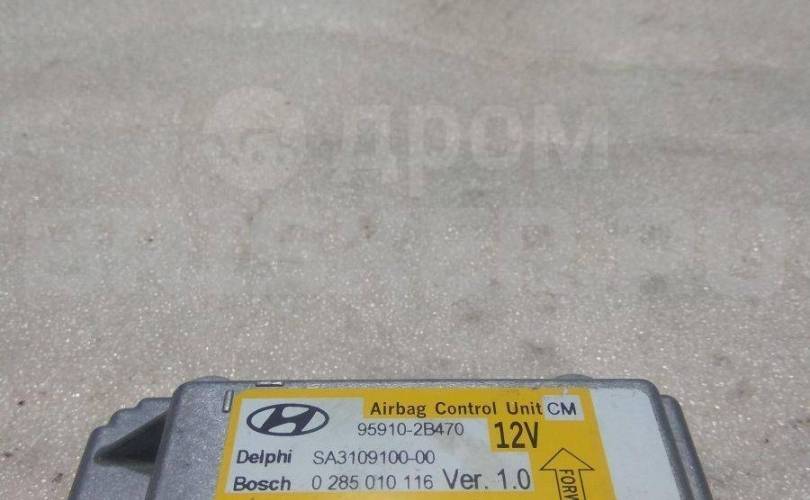 дром
Airbag Control Unit CM
95910-2B470 12V
Delphi SA3109100-00
Bosch 0 285 010 116 Ver. 1.0